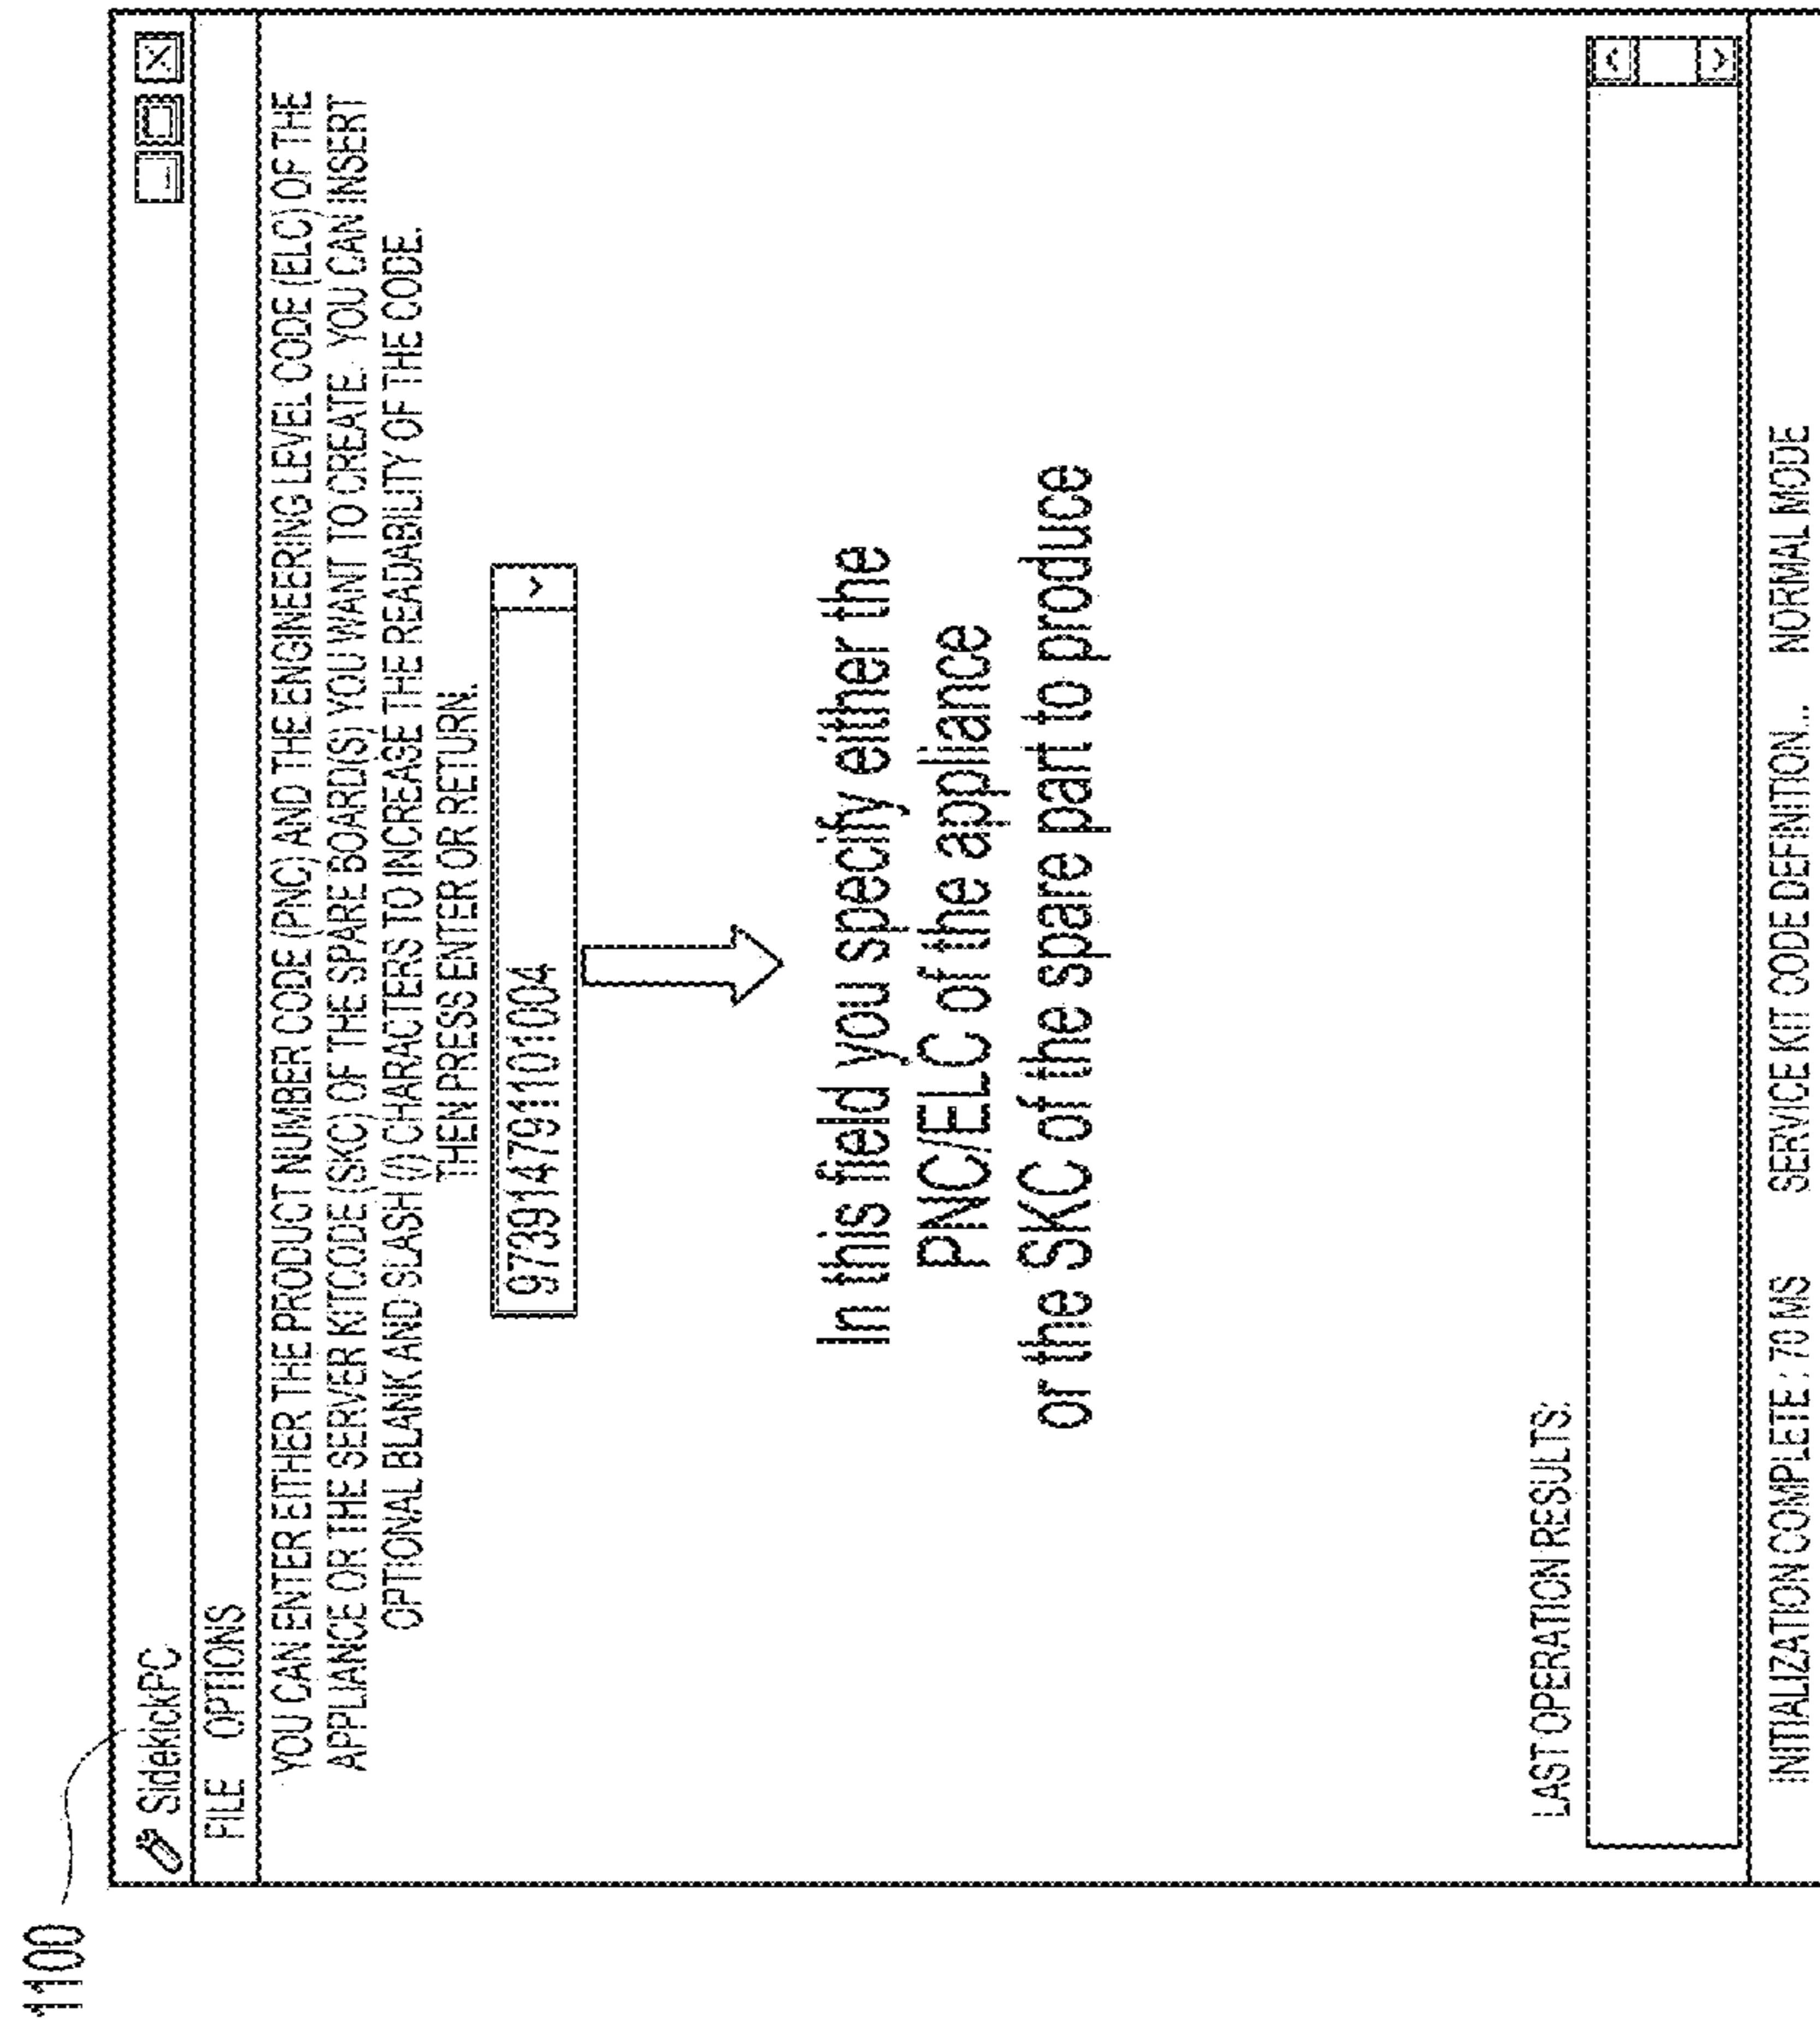 1100
SidekickPC
FILE OPTIONS
YOU CAN ENTER EITHER THE PRODUCT NUMBER CODE (PNC) AND THE ENGINEERING LEVEL CODE (ELC) OF THE
APPLIANCE OR THE SERVER KITCODE (SKC) OF THE SPARE BOARD(S) YOU WANT TO CREATE. YOU CAN INSERT
OPTIONAL BLANK AND SLASH (/) CHARACTERS TO INCREASE THE READABILITY OF THE CODE.
THEN PRESS ENTER OR RETURN.
973914791101004
In this field you specify either the
PNC/ELC of the appliance
or the SKC of the spare part to produce
LAST OPERATION RESULTS:
INITIALIZATION COMPLETE : 70 MS SERVICE KIT CODE DEFINITION... NORMAL MODE